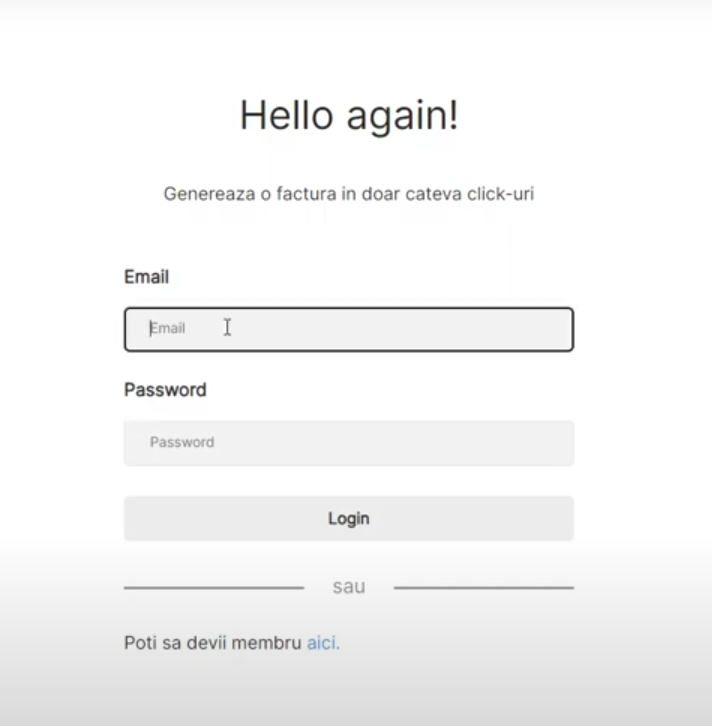 Hello again!
Genereaza o factura in doar cateva click-uri
Email
Email
Password
Password
Login
sau
Poti sa devii membru aici.